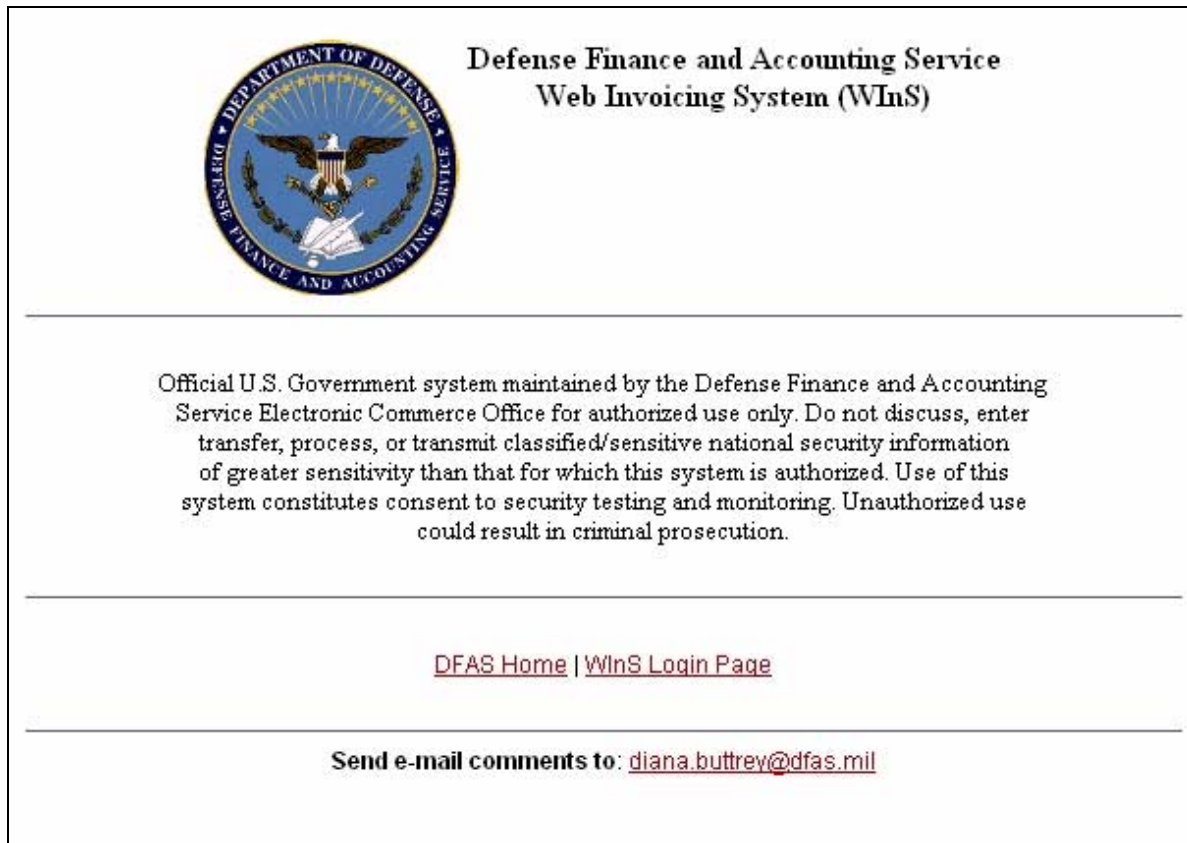 DEPARTMENT OF DEFENSE
DEFENSE FINANCE AND ACCOUNTING SERVICE
Defense Finance and Accounting Service
Web Invoicing System (WInS)
Official U.S. Government system maintained by the Defense Finance and Accounting
Service Electronic Commerce Office for authorized use only. Do not discuss, enter
transfer, process, or transmit classified/sensitive national security information
of greater sensitivity than that for which this system is authorized. Use of this
system constitutes consent to security testing and monitoring. Unauthorized use
could result in criminal prosecution.
DFAS Home | WInS Login Page
Send e-mail comments to: diana.buttrey@dfas.mil